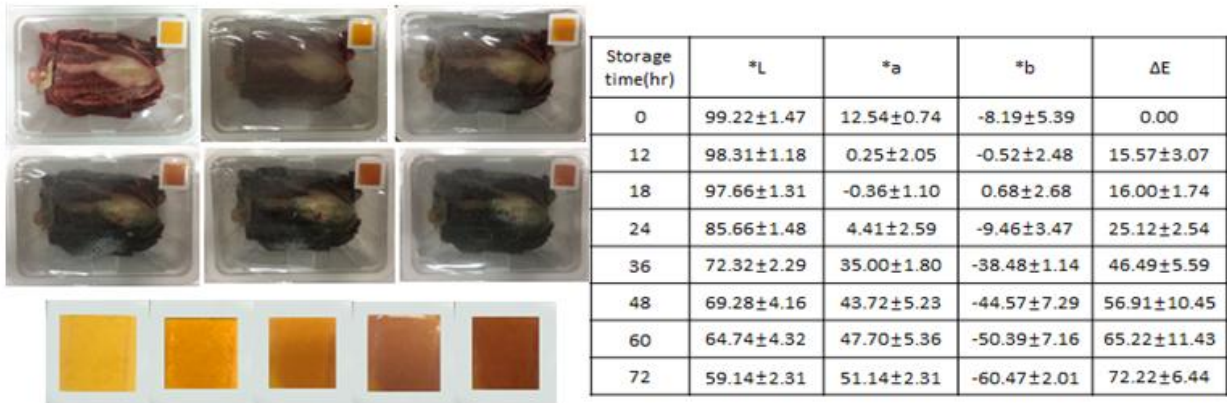 Storage time(hr) *L *a *b ΔE
0 99.22±1.47 12.54±0.74 -8.19±5.39 0.00
12 98.31±1.18 0.25±2.05 -0.52±2.48 15.57±3.07
18 97.66±1.31 -0.36±1.10 0.68±2.68 16.00±1.74
24 85.66±1.48 4.41±2.59 -9.46±3.47 25.12±2.54
36 72.32±2.29 35.00±1.80 -38.48±1.14 46.49±5.59
48 69.28±4.16 43.72±5.23 -44.57±7.29 56.91±10.45
60 64.74±4.32 47.70±5.36 -50.39±7.16 65.22±11.43
72 59.14±2.31 51.14±2.31 -60.47±2.01 72.22±6.44